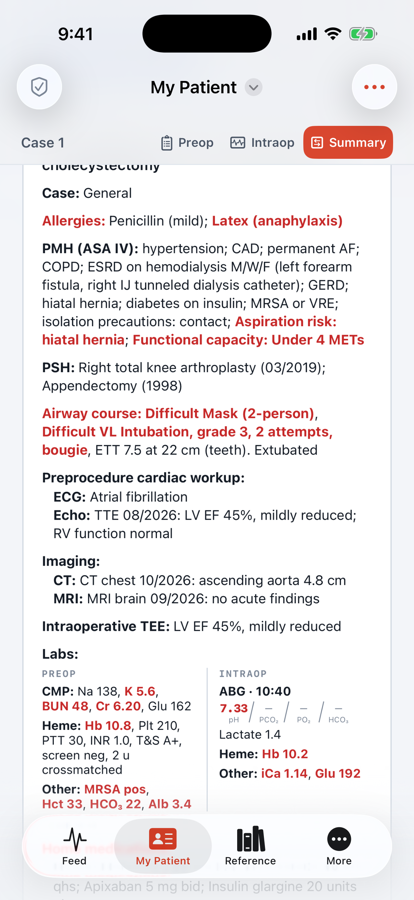 9:41
My Patient
Case 1
Preop
Intraop
Summary
cholecystectomy
Case: General
Allergies: Penicillin (mild); Latex (anaphylaxis)
PMH (ASA IV): hypertension; CAD; permanent AF;
COPD; ESRD on hemodialysis M/W/F (left forearm
fistula, right IJ tunneled dialysis catheter); GERD;
hiatal hernia; diabetes on insulin; MRSA or VRE;
isolation precautions: contact; Aspiration risk:
hiatal hernia; Functional capacity: Under 4 METs
PSH: Right total knee arthroplasty (03/2019);
Appendectomy (1998)
Airway course: Difficult Mask (2-person),
Difficult VL Intubation, grade 3, 2 attempts,
bougie, ETT 7.5 at 22 cm (teeth). Extubated
Preprocedure cardiac workup:
ECG: Atrial fibrillation
Echo: TTE 08/2026: LV EF 45%, mildly reduced;
RV function normal
Imaging:
CT: CT chest 10/2026: ascending aorta 4.8 cm
MRI: MRI brain 09/2026: no acute findings
Intraoperative TEE: LV EF 45%, mildly reduced
Labs:
PREOP
CMP: Na 138, K 5.6,
BUN 48, Cr 6.20, Glu 162
Heme: Hb 10.8, Plt 210,
PTT 30, INR 1.0, T&S A+,
screen neg, 2 u
crossmatched
Other: MRSA pos,
Hct 33, HCO₃ 22, Alb 3.4
INTRAOP
ABG · 10:40
7.33 / – / – / –
pH PCO₂ PO₂ HCO₃
Lactate 1.4
Heme: Hb 10.2
Other: iCa 1.14, Glu 192
Feed
My Patient
Reference
More
qhs; Apixaban 5 mg bid; Insulin glargine 20 units